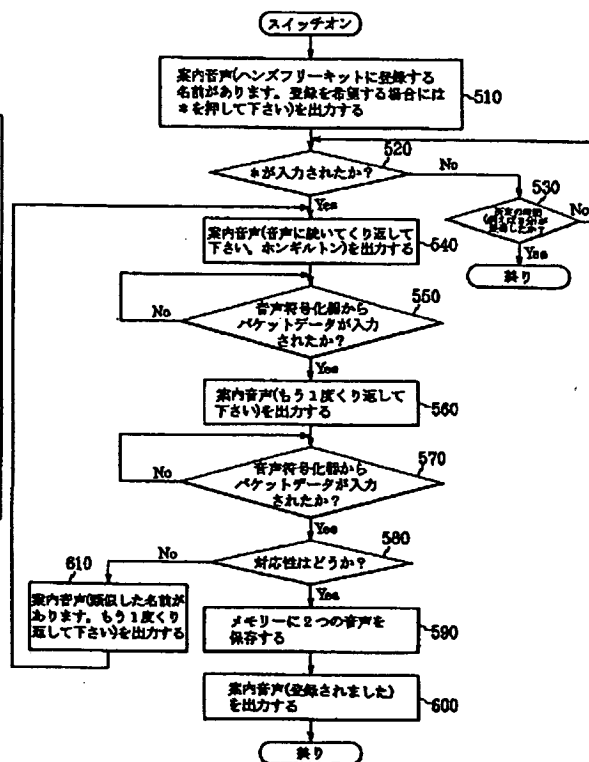 スイッチオン
案内音声(ハンズフリーキットに登録する
名前があります。登録を希望する場合には
*を押して下さい)を出力する
510
520
*が入力されたか?
No
Yes
530
(例えば3分)が
経過したか?
No
Yes
終り
案内音声(音声に続いてくり返して
下さい。ホンギルトン)を出力する
540
550
音声符号化器から
パケットデータが入力
されたか?
No
Yes
案内音声(もう1度くり返して
下さい)を出力する
560
570
音声符号化器から
パケットデータが入力
されたか?
No
Yes
580
対応性はどうか?
No
Yes
610
案内音声(類似した名前が
あります。もう1度くり
返して下さい)を出力する
メモリーに2つの音声を
保存する
590
案内音声(登録されました)
を出力する
600
終り